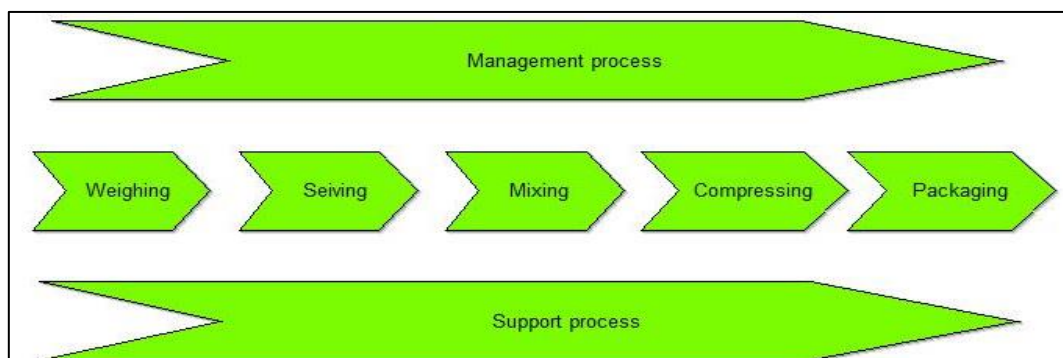 Management process
Weighing Seiving Mixing Compressing Packaging
Support process